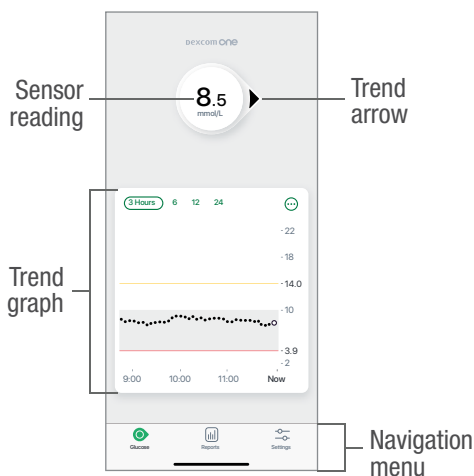 Dexcom ONE
Sensor
reading
8.5
mmol/L
Trend
arrow
3 Hours 6 12 24
22
18
14.0
10
3.9
2
Trend
graph
9:00 10:00 11:00 Now
Glucose Reports Settings
Navigation
menu